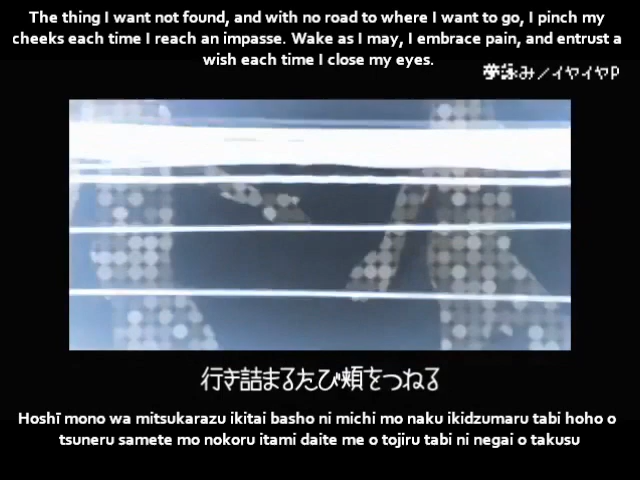 The thing I want not found, and with no road to where I want to go, I pinch my
cheeks each time I reach an impasse. Wake as I may, I embrace pain, and entrust a
wish each time I close my eyes.
夢詠み／イヤイヤP
行き詰まるたび頬をつねる
Hoshī mono wa mitsukarazu ikitai basho ni michi mo naku ikidzumaru tabi hoho o
tsuneru samete mo nokoru itami daite me o tojiru tabi ni negai o takusu